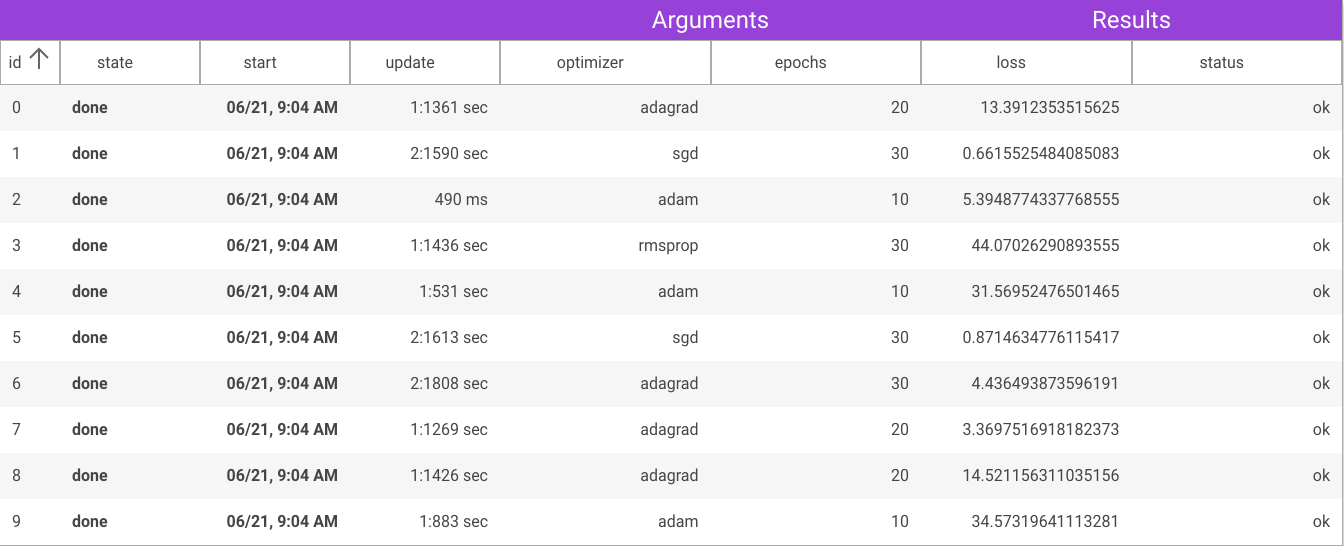 Arguments Results
id state start update optimizer epochs loss status
0 done 06/21, 9:04 AM 1:1361 sec adagrad 20 13.3912353515625 ok
1 done 06/21, 9:04 AM 2:1590 sec sgd 30 0.6615525484085083 ok
2 done 06/21, 9:04 AM 490 ms adam 10 5.3948774337768555 ok
3 done 06/21, 9:04 AM 1:1436 sec rmsprop 30 44.07026290893555 ok
4 done 06/21, 9:04 AM 1:531 sec adam 10 31.56952476501465 ok
5 done 06/21, 9:04 AM 2:1613 sec sgd 30 0.8714634776115417 ok
6 done 06/21, 9:04 AM 2:1808 sec adagrad 30 4.436493873596191 ok
7 done 06/21, 9:04 AM 1:1269 sec adagrad 20 3.3697516918182373 ok
8 done 06/21, 9:04 AM 1:1426 sec adagrad 20 14.521156311035156 ok
9 done 06/21, 9:04 AM 1:883 sec adam 10 34.57319641113281 ok